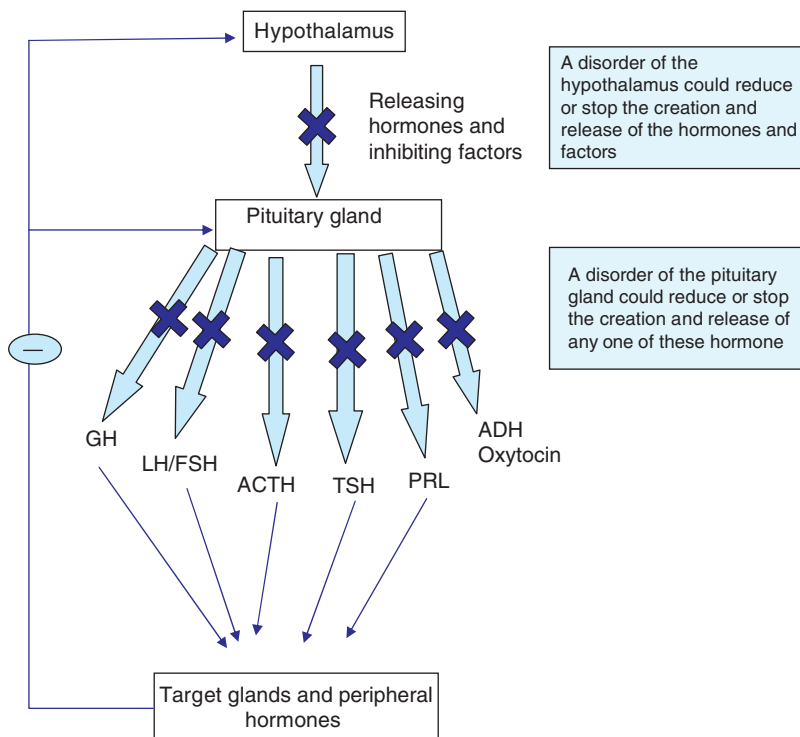 Hypothalamus
A disorder of the
hypothalamus could reduce
or stop the creation and
release of the hormones and
factors
Releasing
hormones and
inhibiting factors
Pituitary gland
A disorder of the pituitary
gland could reduce or stop
the creation and release of
any one of these hormone
—
GH
LH/FSH
ACTH
TSH
PRL
ADH
Oxytocin
Target glands and peripheral
hormones